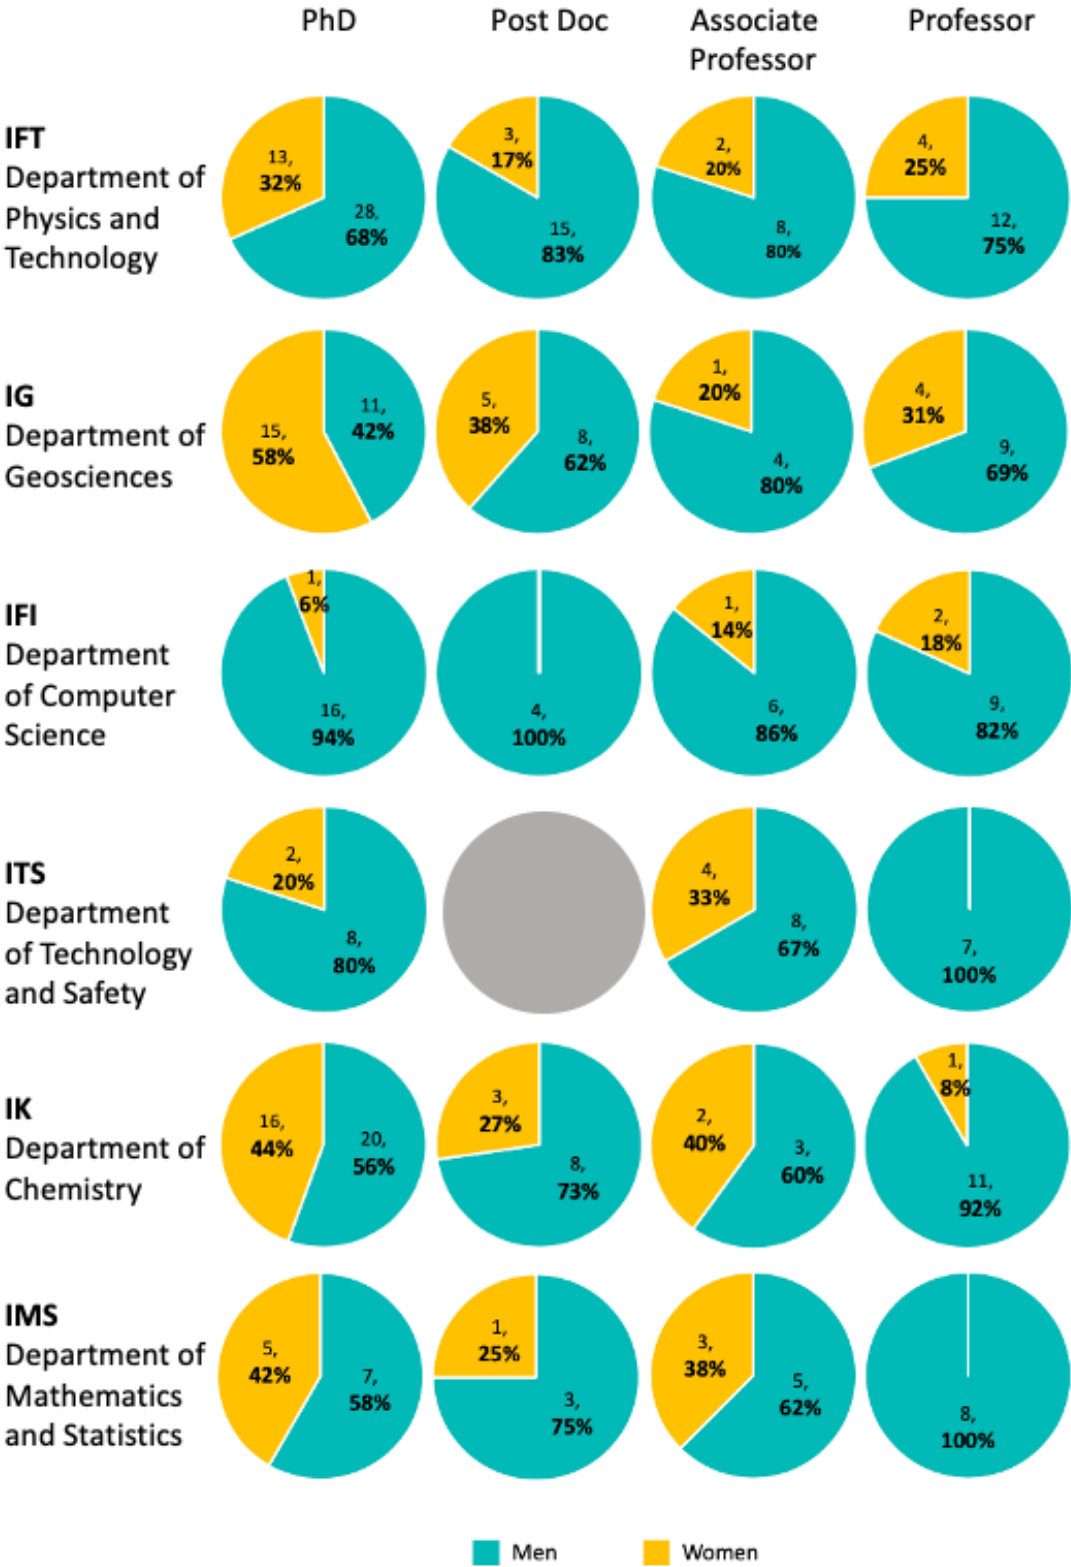 PhD
Post Doc
Associate
Professor
Professor
IFT
Department of
Physics and
Technology
13,
32%
28,
68%
3,
17%
15,
83%
2,
20%
8,
80%
4,
25%
12,
75%
IG
Department of
Geosciences
15,
58%
11,
42%
5,
38%
8,
62%
1,
20%
4,
80%
4,
31%
9,
69%
IFI
Department
of Computer
Science
1,
6%
16,
94%
4,
100%
1,
14%
6,
86%
2,
18%
9,
82%
ITS
Department
of Technology
and Safety
2,
20%
8,
80%
4,
33%
8,
67%
7,
100%
IK
Department of
Chemistry
16,
44%
20,
56%
3,
27%
8,
73%
2,
40%
3,
60%
1,
8%
11,
92%
IMS
Department of
Mathematics
and Statistics
5,
42%
7,
58%
1,
25%
3,
75%
3,
38%
5,
62%
8,
100%
Men
Women